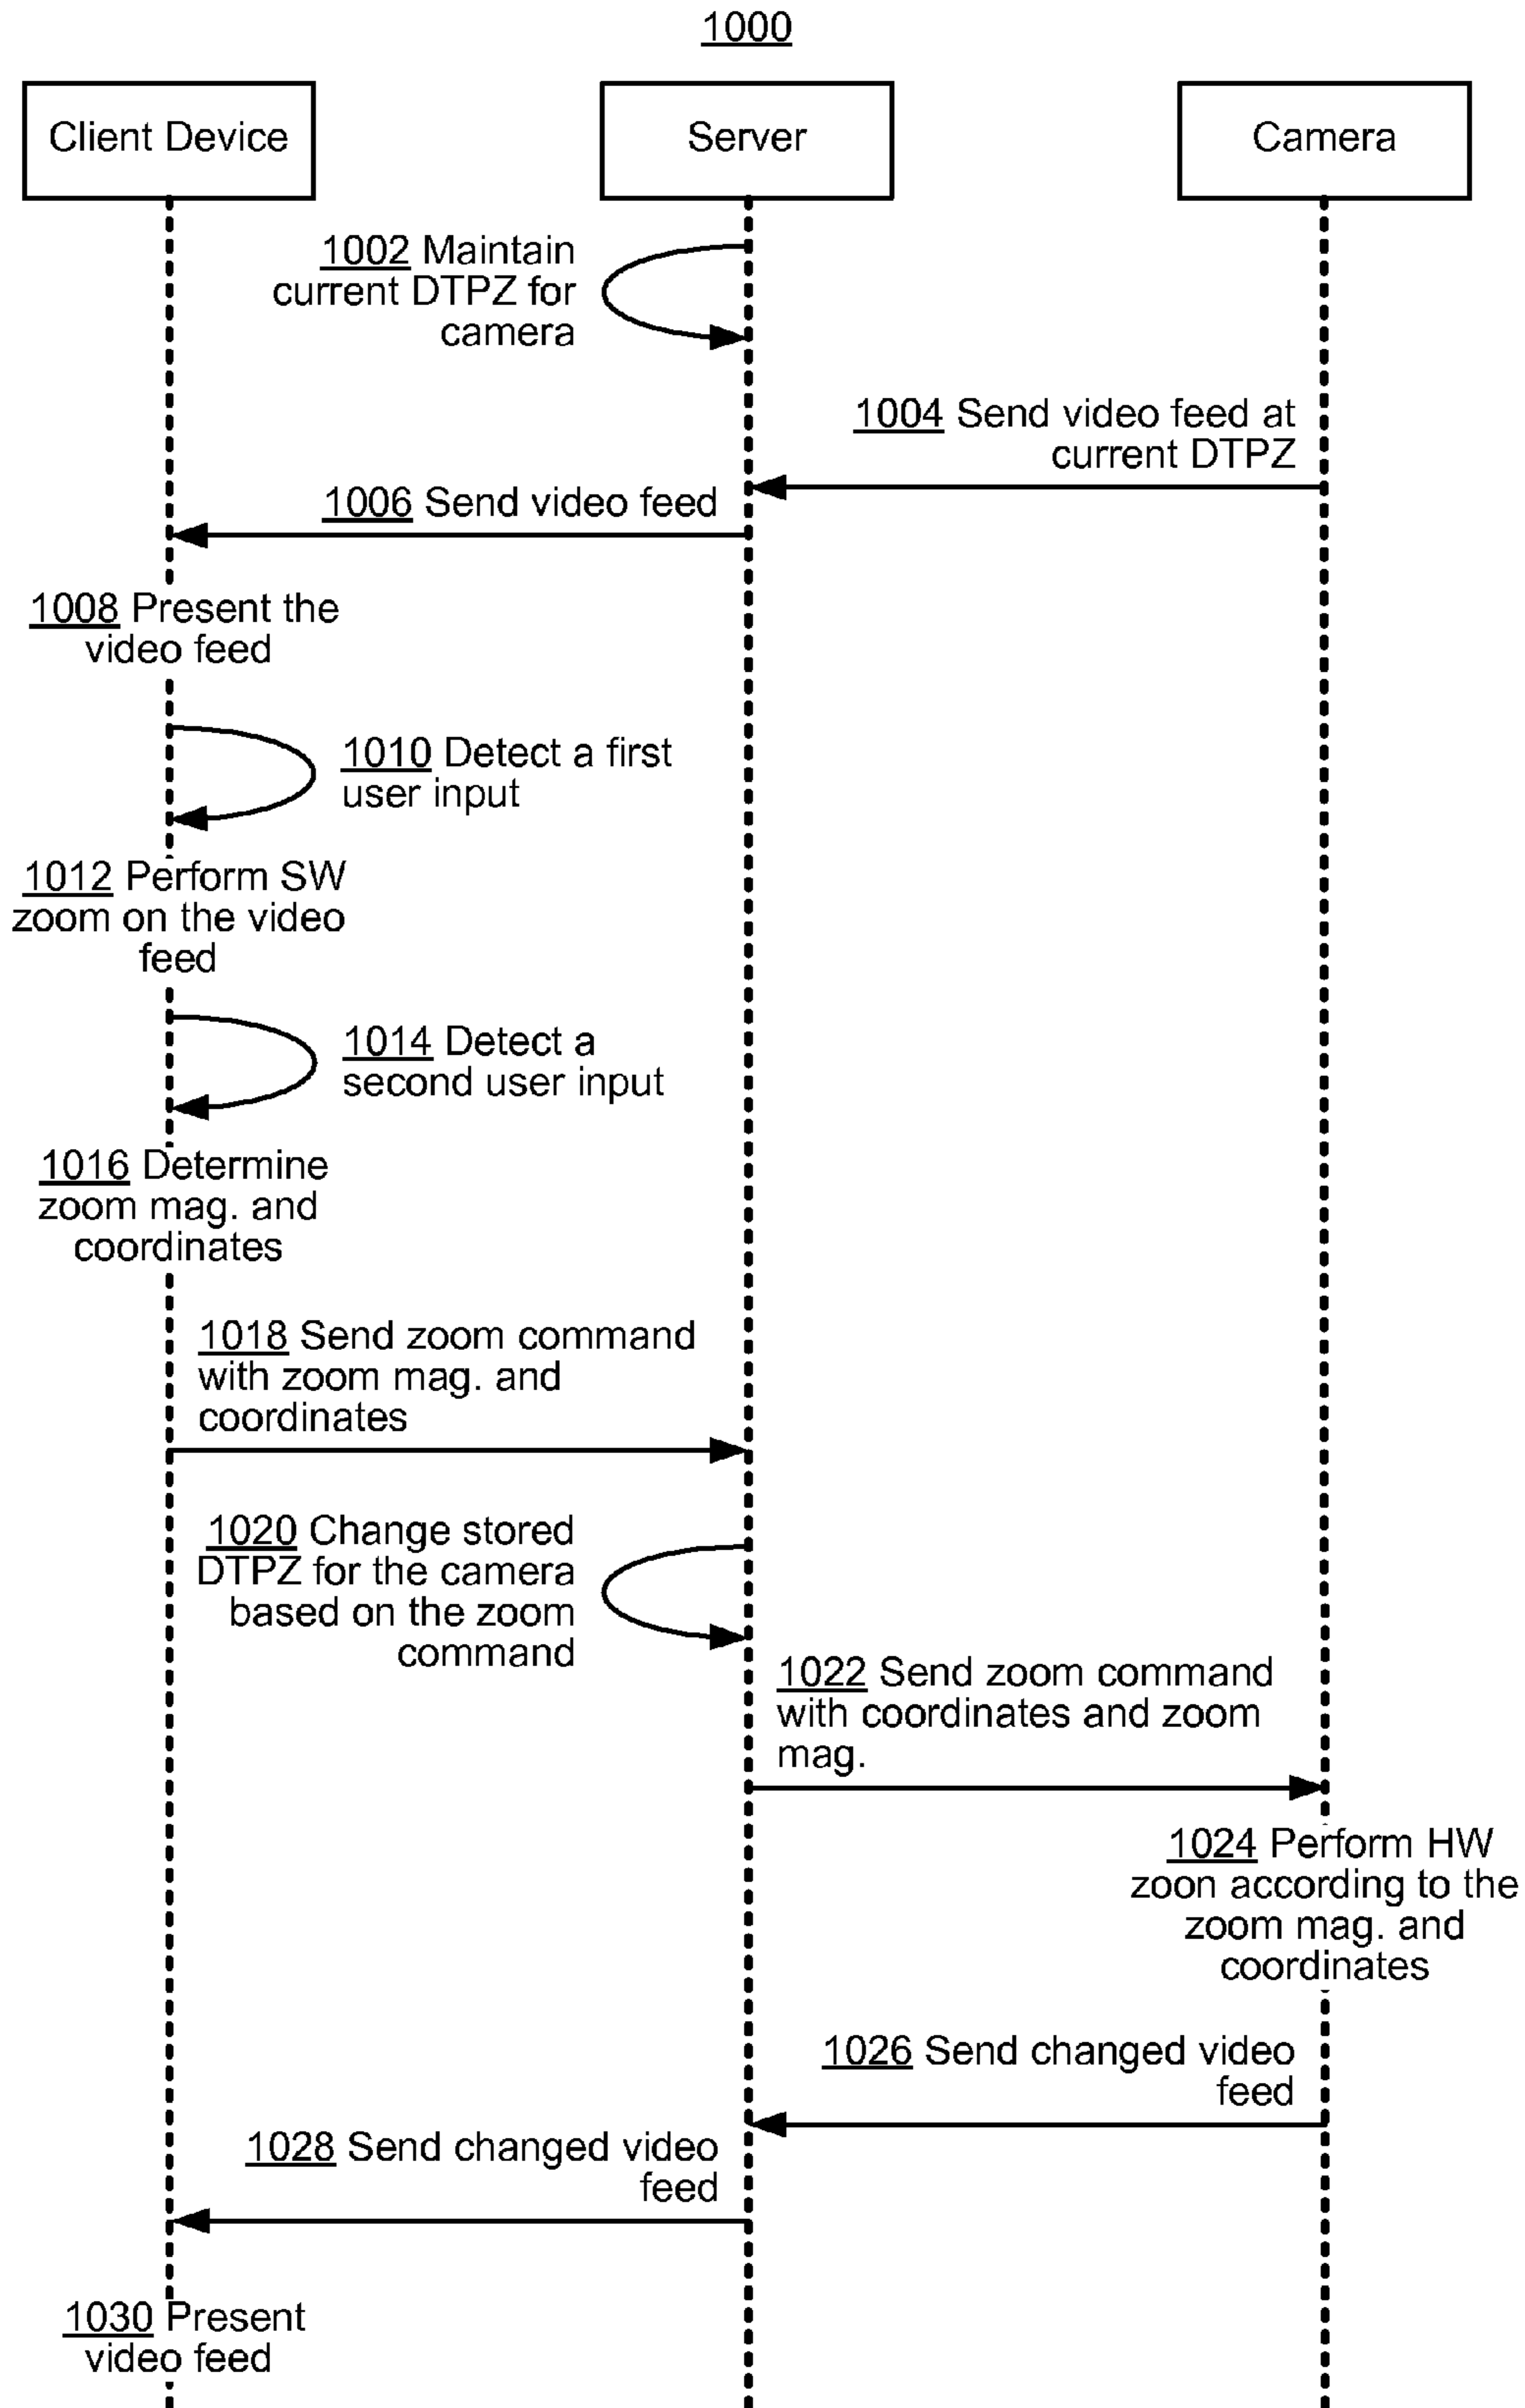 1000
Client Device
Server
Camera
1002 Maintain
current DTPZ for
camera
1004 Send video feed at
current DTPZ
1006 Send video feed
1008 Present the
video feed
1010 Detect a first
user input
1012 Perform SW
zoom on the video
feed
1014 Detect a
second user input
1016 Determine
zoom mag. and
coordinates
1018 Send zoom command
with zoom mag. and
coordinates
1020 Change stored
DTPZ for the camera
based on the zoom
command
1022 Send zoom command
with coordinates and zoom
mag.
1024 Perform HW
zoon according to the
zoom mag. and
coordinates
1026 Send changed video
feed
1028 Send changed video
feed
1030 Present
video feed